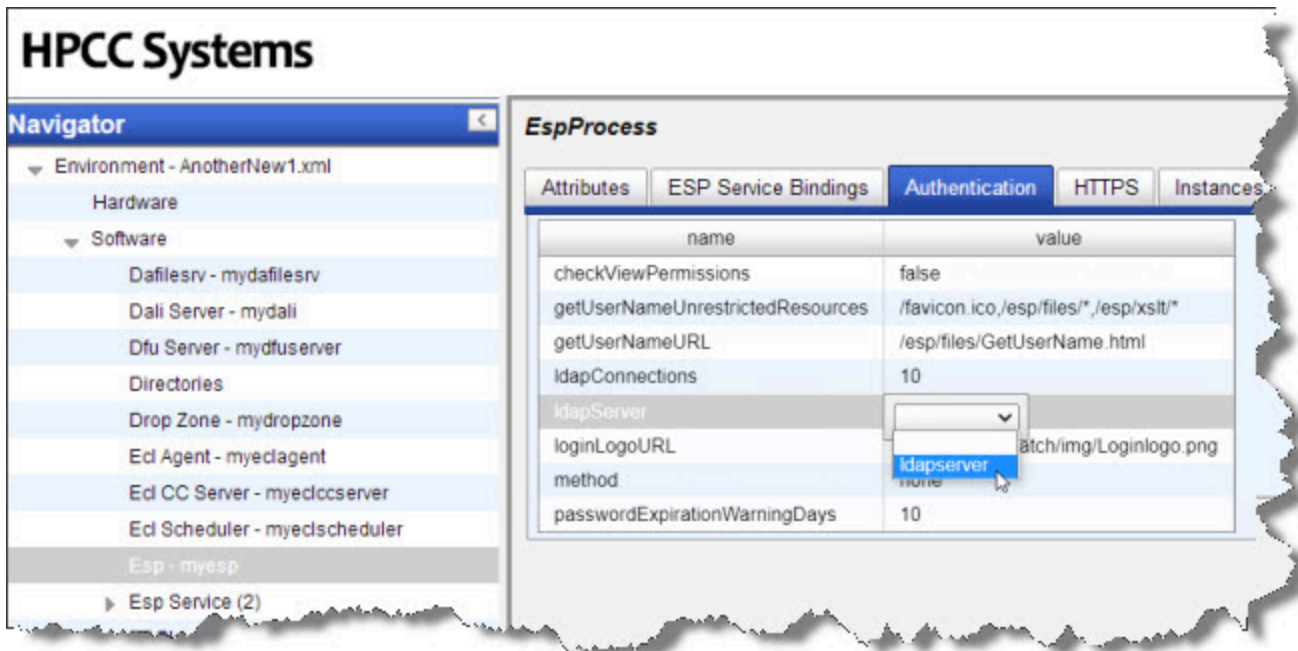 HPCC Systems
Navigator
Environment - AnotherNew1.xml
Hardware
Software
Dafilesrv - mydafilesrv
Dali Server - mydali
Dfu Server - mydfuserver
Directories
Drop Zone - mydropzone
Ecl Agent - myeclagent
Ecl CC Server - myeclccserver
Ecl Scheduler - myeclscheduler
Esp - myesp
Esp Service (2)
EspProcess
Attributes ESP Service Bindings Authentication HTTPS Instances
name value
checkViewPermissions false
getUserNameUnrestrictedResources /favicon.ico,/esp/files/*,/esp/xslt/*
getUserNameURL /esp/files/GetUserName.html
ldapConnections 10
ldapServer
loginLogoURL atch/img/Loginlogo.png
ldapserver
method none
passwordExpirationWarningDays 10